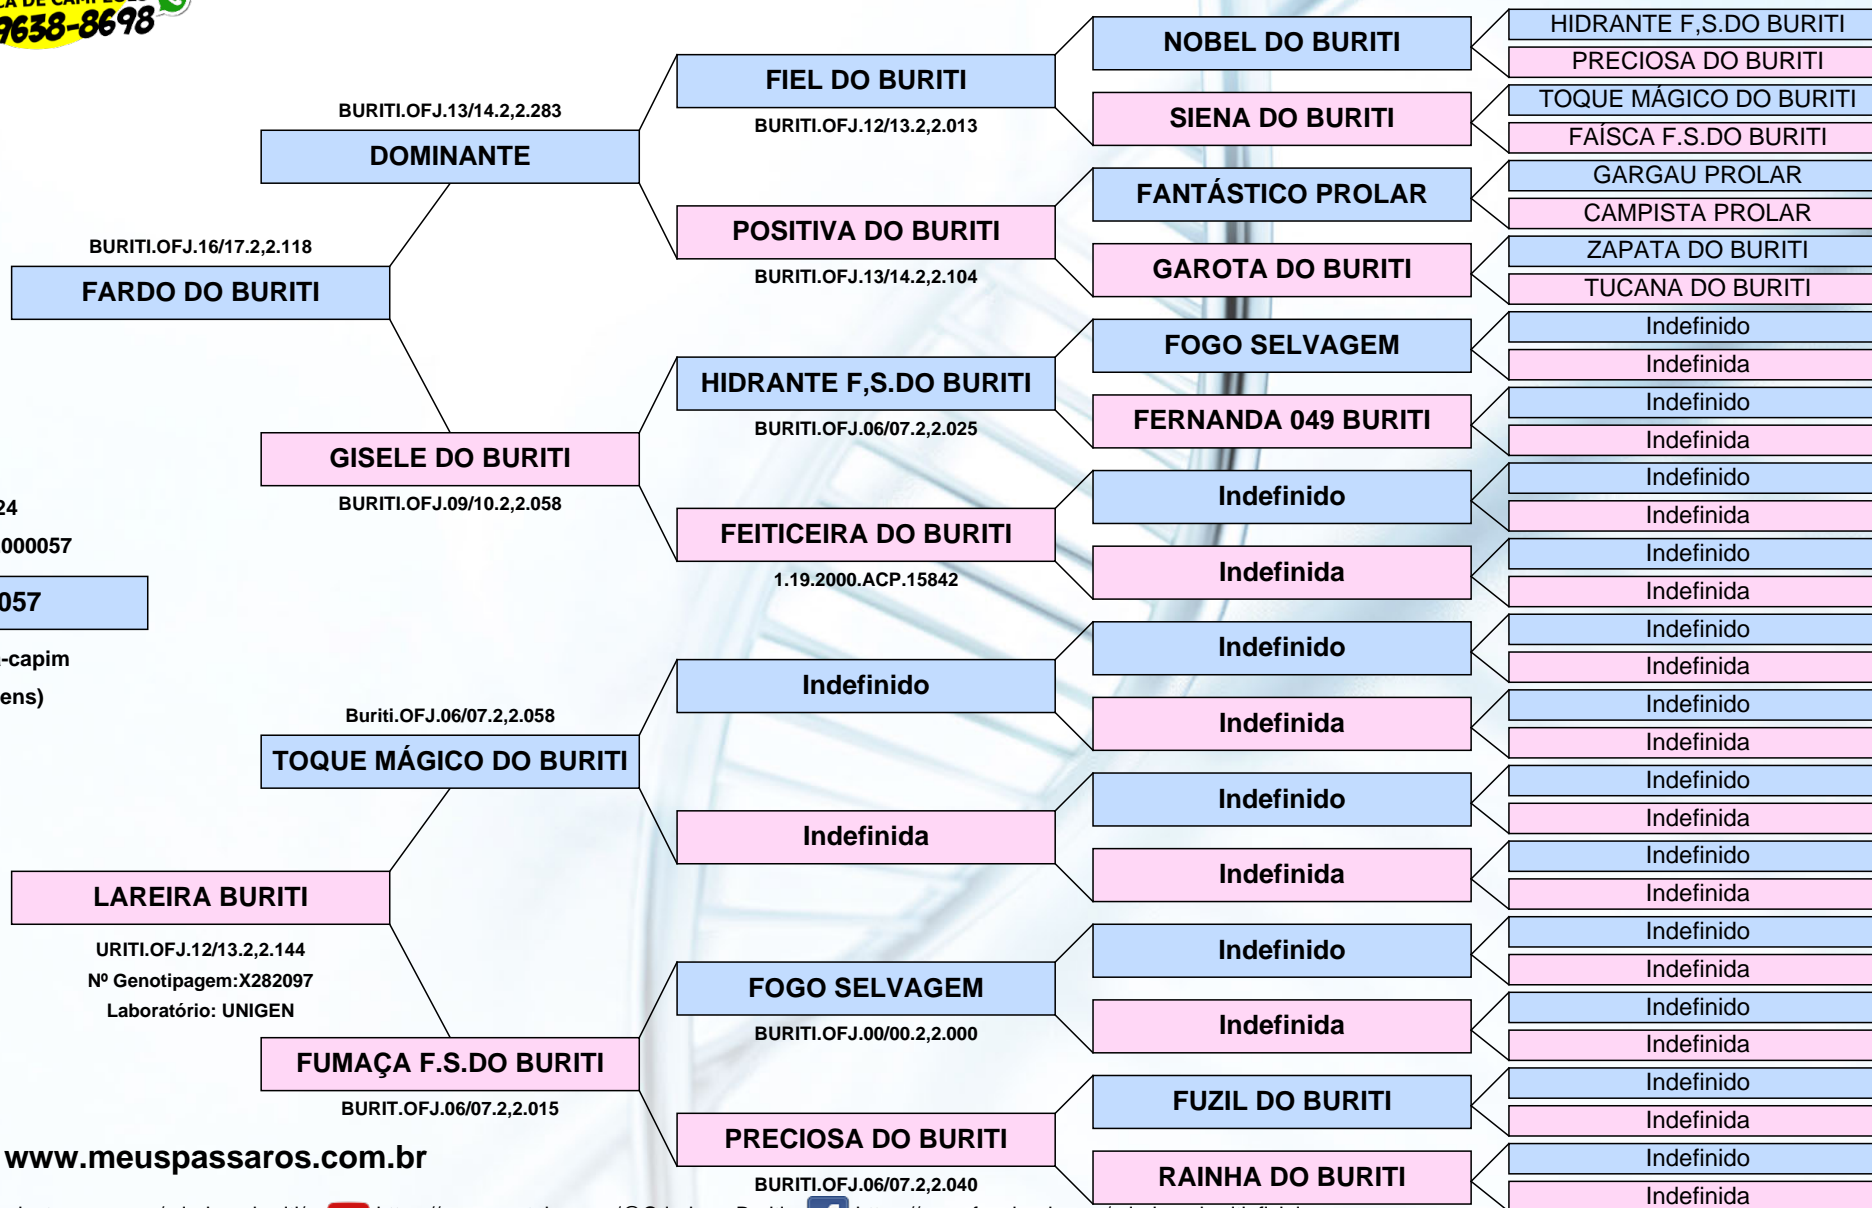 9638-8698
24
000057
057
-capim
ens)
BURITI.OFJ.16/17.2,2.118
FARDO DO BURITI
LAREIRA BURITI
URITI.OFJ.12/13.2,2.144
Nº Genotipagem:X282097
Laboratório: UNIGEN
BURITI.OFJ.13/14.2,2.283
DOMINANTE
GISELE DO BURITI
BURITI.OFJ.09/10.2,2.058
Buriti.OFJ.06/07.2,2.058
TOQUE MÁGICO DO BURITI
FUMAÇA F.S.DO BURITI
BURIT.OFJ.06/07.2,2.015
FIEL DO BURITI
BURITI.OFJ.12/13.2,2.013
POSITIVA DO BURITI
BURITI.OFJ.13/14.2,2.104
HIDRANTE F,S.DO BURITI
BURITI.OFJ.06/07.2,2.025
FEITICEIRA DO BURITI
1.19.2000.ACP.15842
Indefinido
Indefinida
FOGO SELVAGEM
BURITI.OFJ.00/00.2,2.000
PRECIOSA DO BURITI
BURITI.OFJ.06/07.2,2.040
NOBEL DO BURITI
SIENA DO BURITI
FANTÁSTICO PROLAR
GAROTA DO BURITI
FOGO SELVAGEM
FERNANDA 049 BURITI
Indefinido
Indefinida
Indefinido
Indefinida
Indefinido
Indefinida
Indefinido
Indefinida
FUZIL DO BURITI
RAINHA DO BURITI
HIDRANTE F,S.DO BURITI
PRECIOSA DO BURITI
TOQUE MÁGICO DO BURITI
FAÍSCA F.S.DO BURITI
GARGAU PROLAR
CAMPISTA PROLAR
ZAPATA DO BURITI
TUCANA DO BURITI
Indefinido
Indefinida
Indefinido
Indefinida
Indefinido
Indefinida
Indefinido
Indefinida
Indefinido
Indefinida
Indefinido
Indefinida
Indefinido
Indefinida
Indefinido
Indefinida
Indefinido
Indefinida
Indefinido
Indefinida
Indefinido
Indefinida
Indefinido
Indefinida
www.meuspassaros.com.br